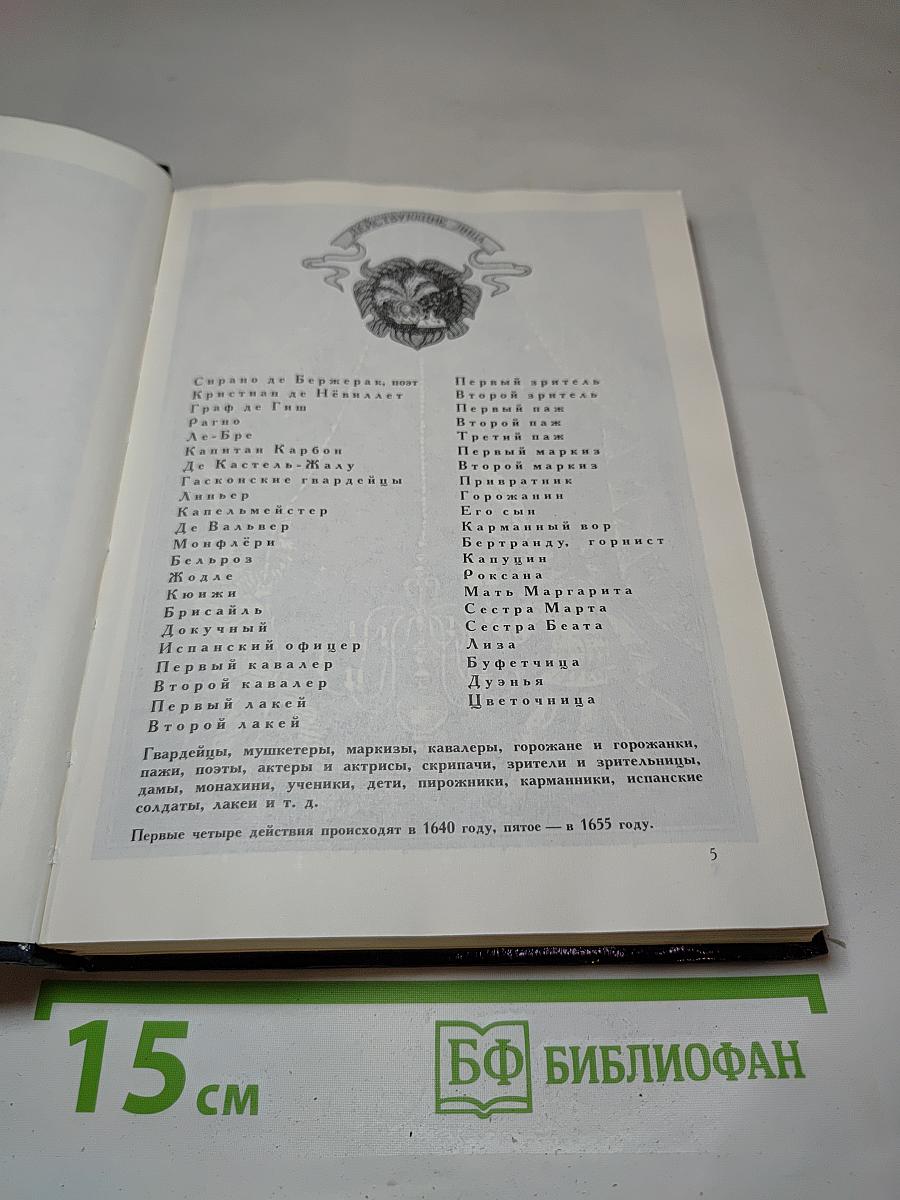 ДЕЙСТВУЮЩИЕ ЛИЦА
Сирано де Бержерак, поэт
Кристиан де Нёвиллет
Граф де Гиш
Рагно
Ле-Бре
Капитан Карбон
Де Кастель-Жалу
Гасконские гвардейцы
Линьер
Капельмейстер
Де Вальвер
Монфлёри
Бельроз
Жодле
Кюижи
Брисайль
Докучный
Испанский офицер
Первый кавалер
Второй кавалер
Первый лакей
Второй лакей
Первый зритель
Второй зритель
Первый паж
Второй паж
Третий паж
Первый маркиз
Второй маркиз
Привратник
Горожанин
Его сын
Карманный вор
Бертранду, горнист
Капуцин
Роксана
Мать Маргарита
Сестра Марта
Сестра Беата
Лиза
Буфетчица
Дуэнья
Цветочница
Гвардейцы, мушкетеры, маркизы, кавалеры, горожане и горожанки,
пажи, поэты, актеры и актрисы, скрипачи, зрители и зрительницы,
дамы, монахини, ученики, дети, пирожники, карманники, испанские
солдаты, лакеи и т. д.
Первые четыре действия происходят в 1640 году, пятое — в 1655 году.
5
15 см
БФ БИБЛИОФАН